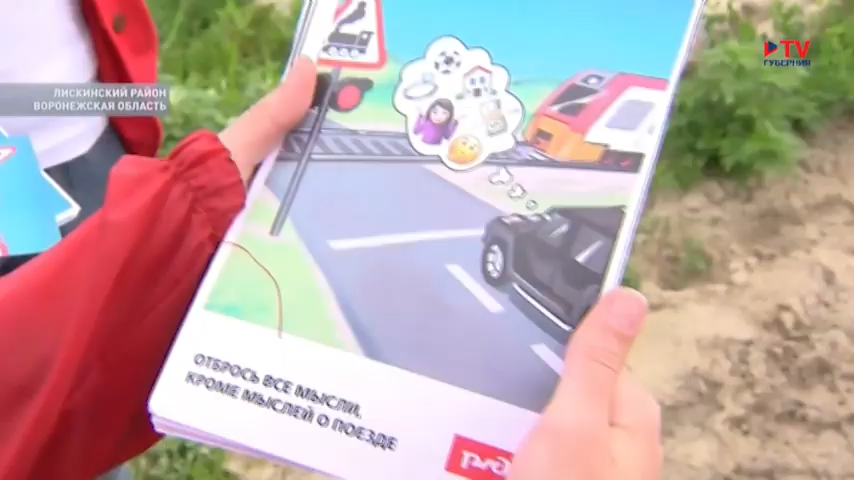 ЛИСКИНСКИЙ РАЙОН
ВОРОНЕЖСКАЯ ОБЛАСТЬ
TV
ГУБЕРНИЯ
ОТБРОСЬ ВСЕ МЫСЛИ,
КРОМЕ МЫСЛЕЙ О ПОЕЗДЕ
РЖД